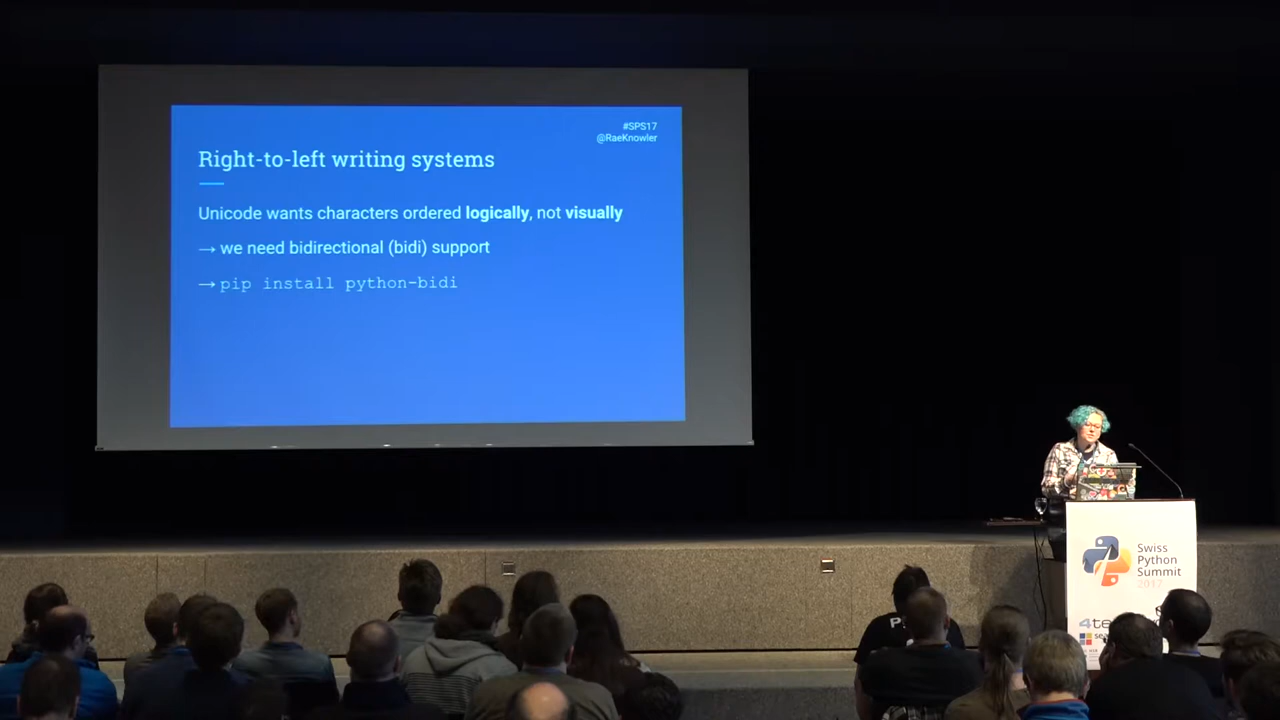 #SPS17
@RaeKnowler
Right-to-left writing systems
Unicode wants characters ordered logically, not visually
→ we need bidirectional (bidi) support
→ pip install python-bidi
Swiss
Python
Summit
2017